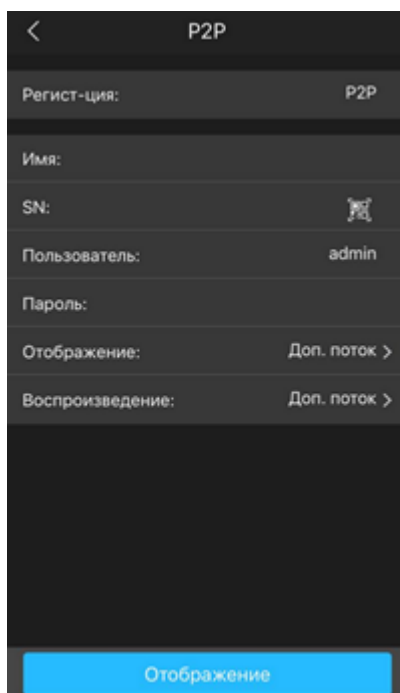 P2P
Регист-ция: P2P
Имя:
SN:
Пользователь: admin
Пароль:
Отображение: Доп. поток
Воспроизведение: Доп. поток
Отображение